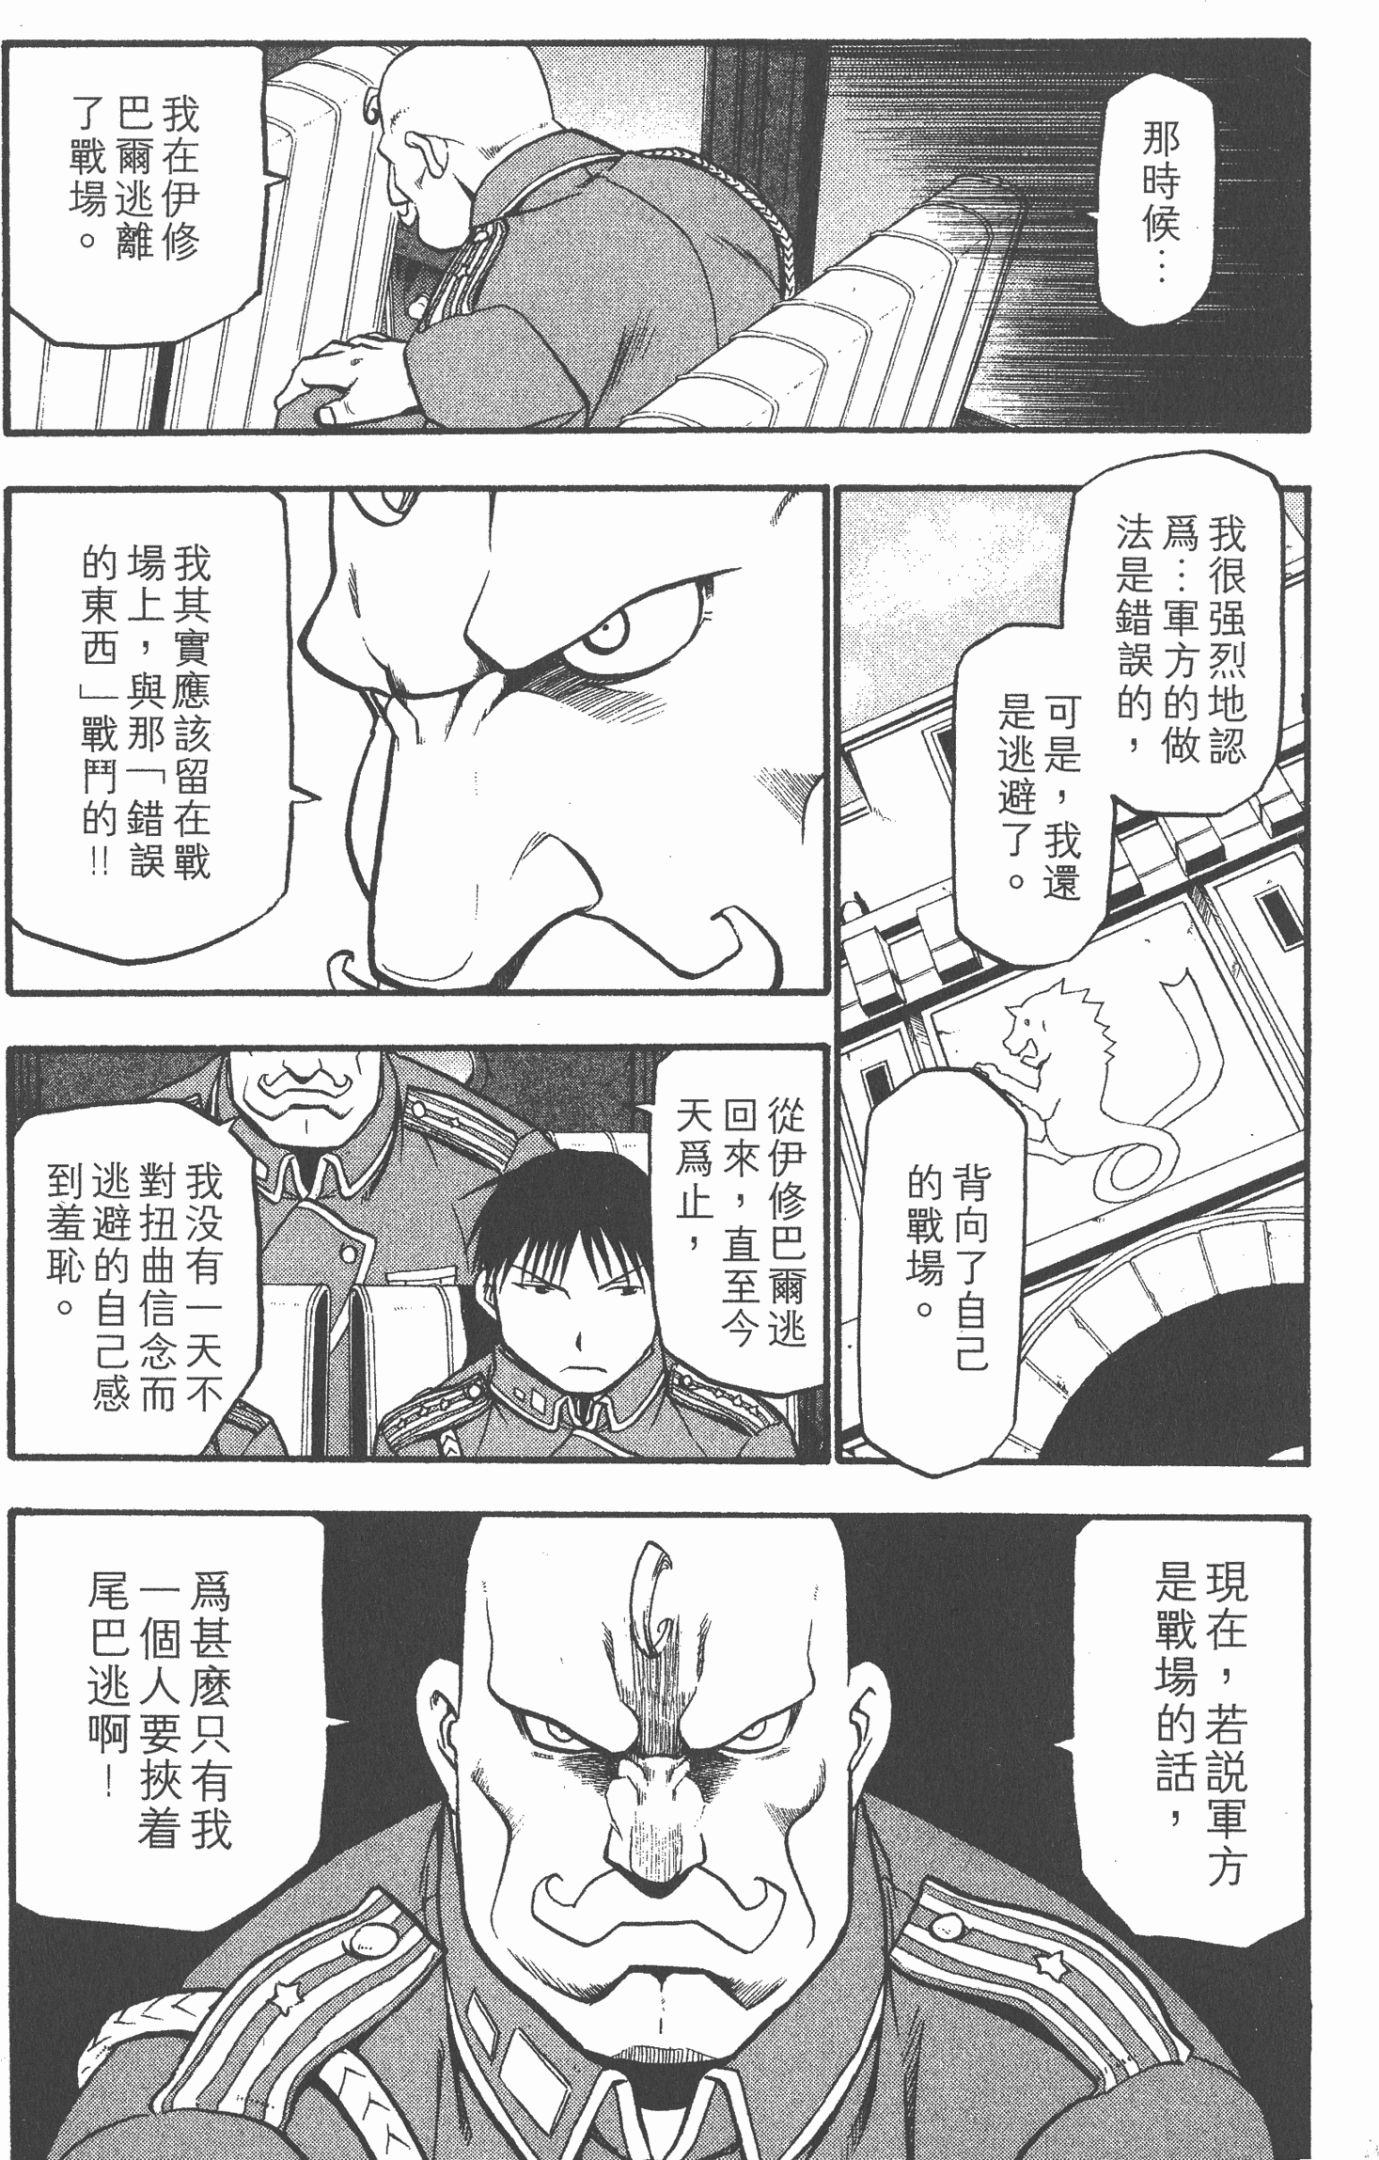 那時候…
我在伊修
巴爾逃離
了戰場。
我很强烈地認
爲…軍方的做
法是錯誤的，
可是，我還
是逃避了。
背向了自己
的戰場。
我其實應該留在戰
場上，與那「錯誤
的東西」戰鬥的!!
從伊修巴爾逃
回來，直至今
天爲止，
我没有一天不
對扭曲信念而
逃避的自己感
到羞恥。
現在，若説軍方
是戰場的話，
爲甚麽只有我
一個人要挾着
尾巴逃啊！